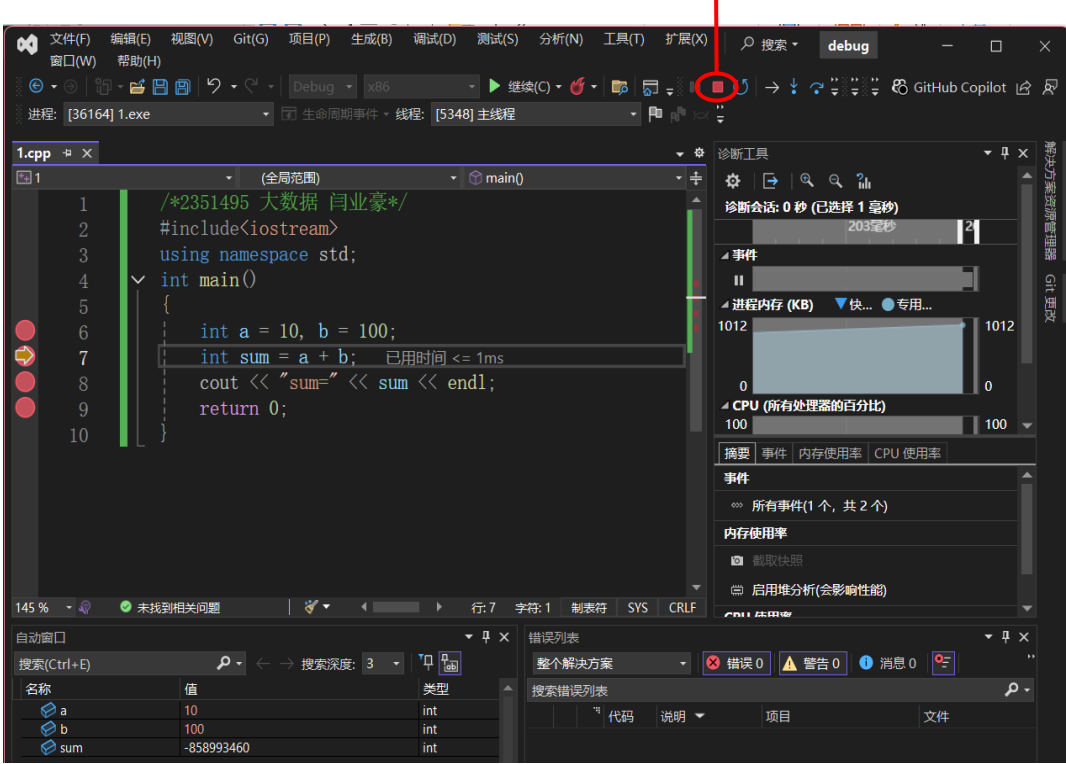 文件(F) 编辑(E) 视图(V) Git(G) 项目(P) 生成(B) 调试(D) 测试(S) 分析(N) 工具(T) 扩展(X) 搜索 debug
窗口(W) 帮助(H)
Debug x86 继续(C) GitHub Copilot
进程: [36164] 1.exe 生命周期事件 线程: [5348] 主线程
1.cpp
1 (全局范围) main()
1 /*2351495 大数据 闫业豪*/
2 #include<iostream>
3 using namespace std;
4 int main()
5 {
6 int a = 10, b = 100;
7 int sum = a + b; 已用时间 <= 1ms
8 cout << "sum=" << sum << endl;
9 return 0;
10 }
145 % 未找到相关问题 行: 7 字符: 1 制表符 SYS CRLF
诊断工具
诊断会话: 0 秒 (已选择 1 毫秒)
203毫秒
事件
进程内存 (KB) 快... 专用...
1012 1012
0 0
CPU (所有处理器的百分比)
100 100
摘要 事件 内存使用率 CPU 使用率
事件
所有事件(1 个，共 2 个)
内存使用率
截取快照
启用堆分析(会影响性能)
CPU 使用率
解决方案资源管理器
Git 更改
自动窗口
搜索(Ctrl+E) 搜索深度: 3
名称 值 类型
a 10 int
b 100 int
sum -858993460 int
错误列表
整个解决方案 错误 0 警告 0 消息 0
搜索错误列表
代码 说明 项目 文件